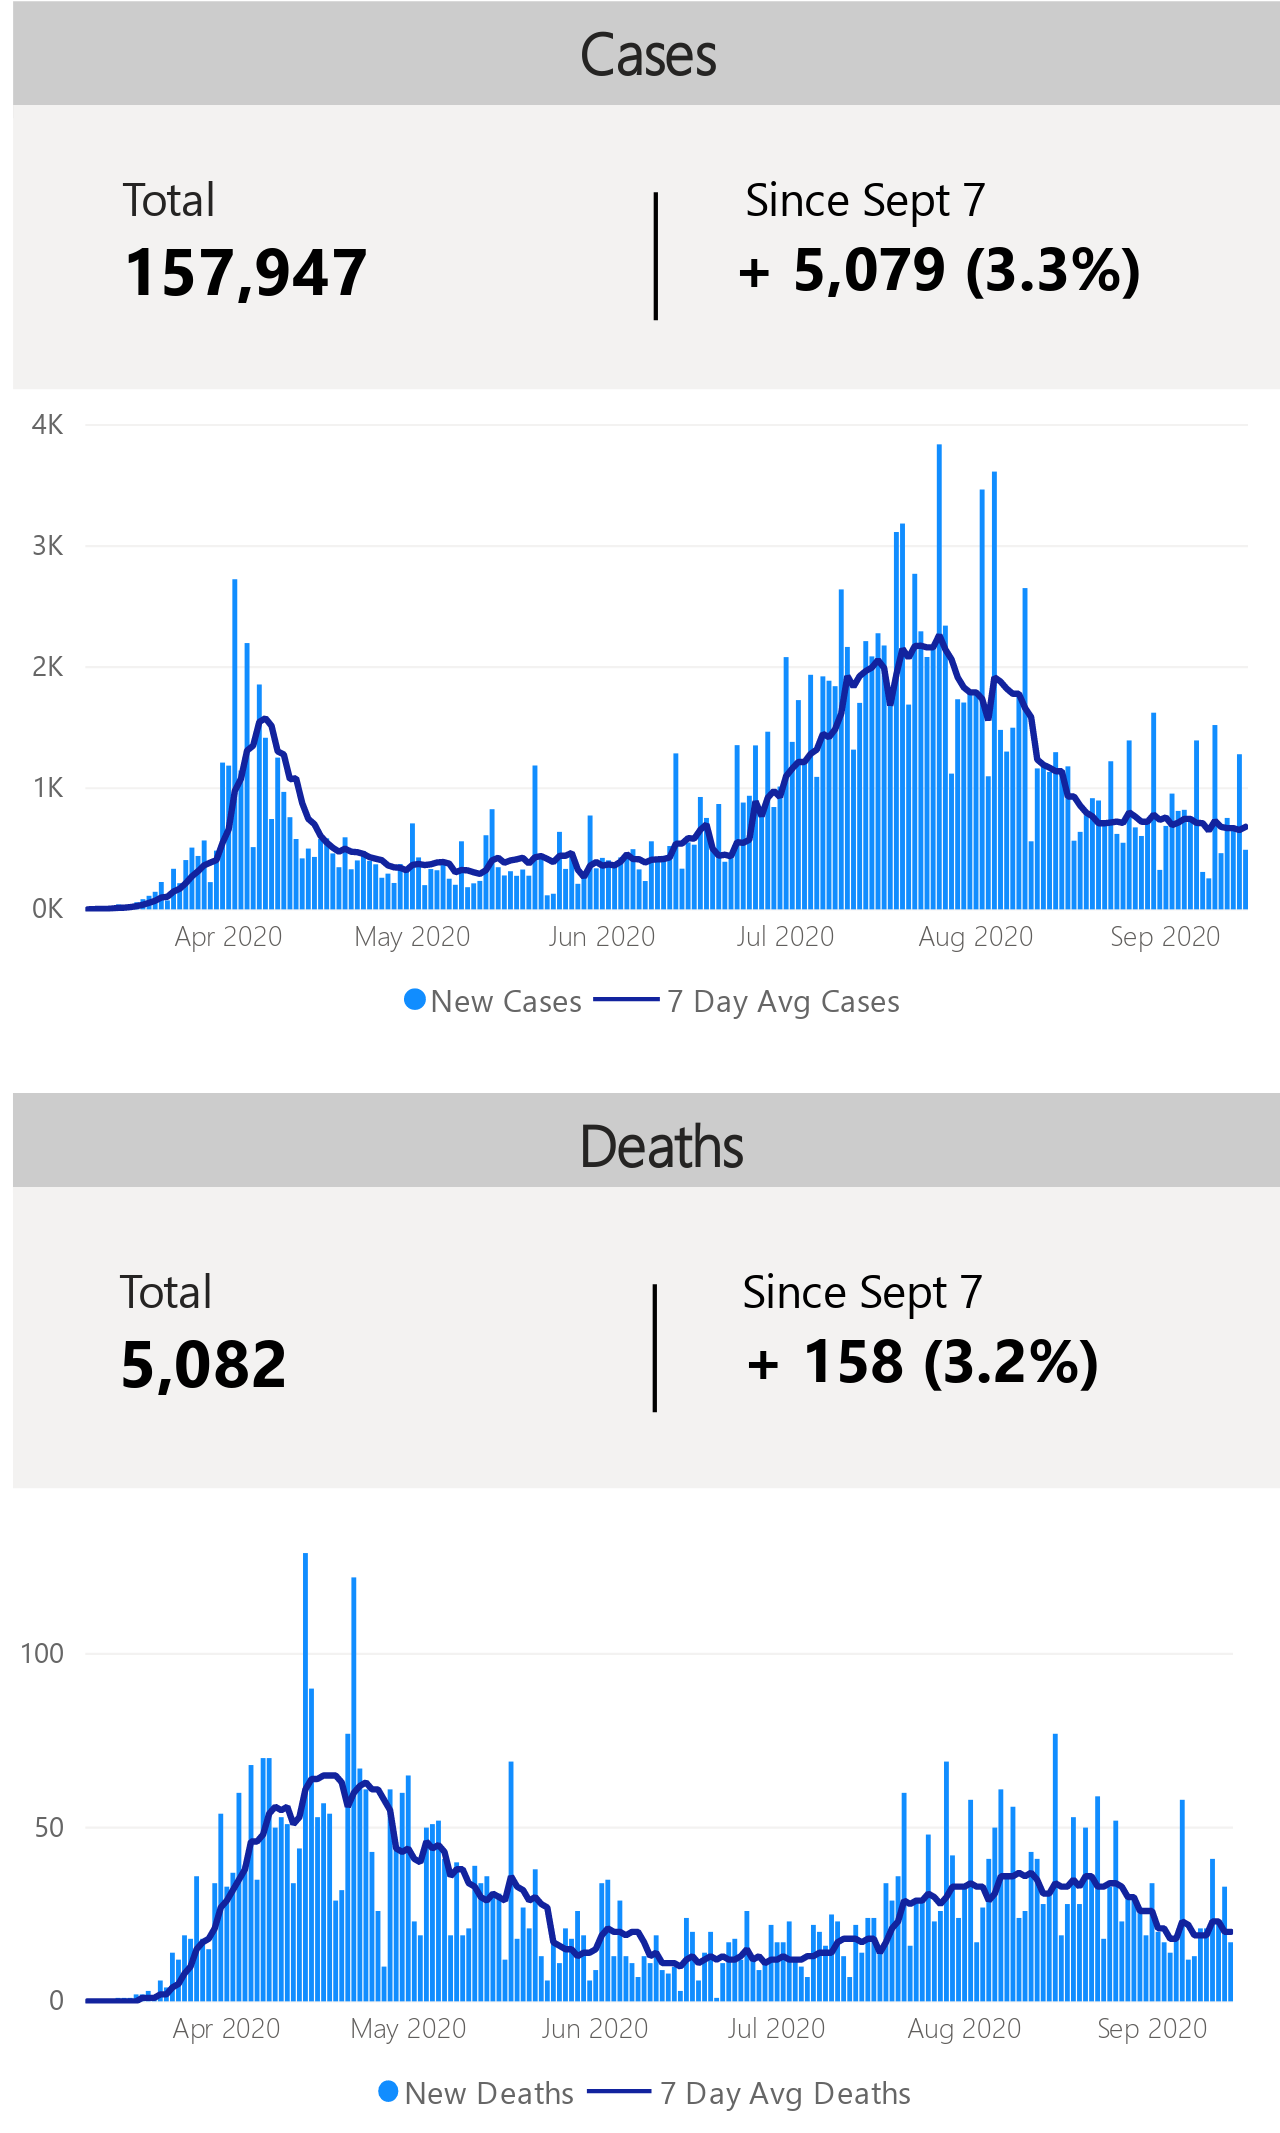 Cases
Total
Since Sept 7
157,947
+ 5,079 (3.3%)
4K
3K
2K
1K
0K
Apr 2020 May 2020 Jun 2020 Jul 2020 Aug 2020 Sep 2020
New Cases 7 Day Avg Cases
Deaths
Total
Since Sept 7
5,082
+ 158 (3.2%)
100
50
0
Apr 2020 May 2020 Jun 2020 Jul 2020 Aug 2020 Sep 2020
New Deaths 7 Day Avg Deaths